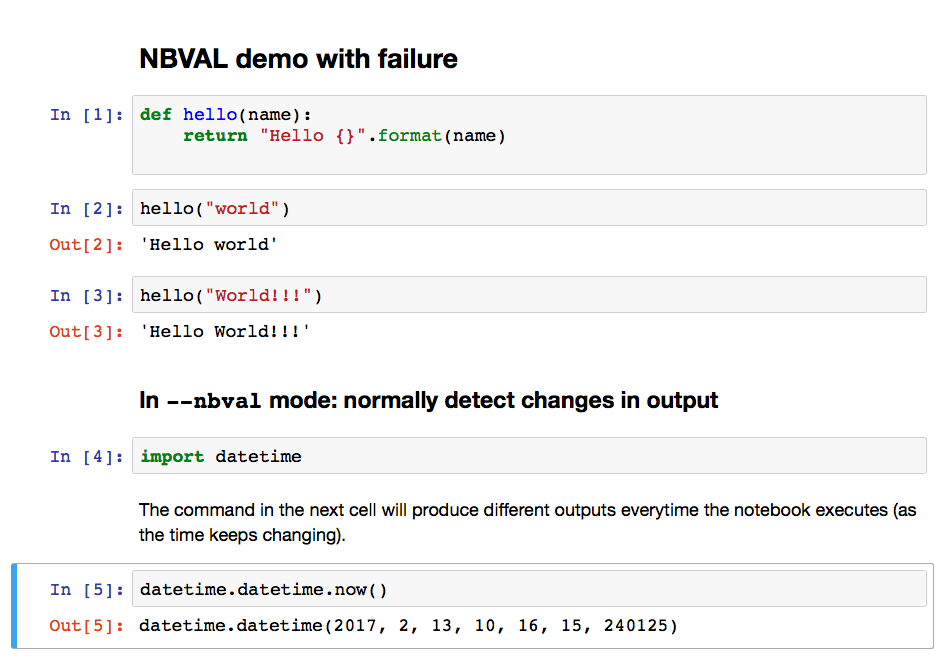 NBVAL demo with failure
In [1]: def hello(name):
    return "Hello {}".format(name)
In [2]: hello("world")
Out[2]: 'Hello world'
In [3]: hello("World!!!")
Out[3]: 'Hello World!!!'
In --nbval mode: normally detect changes in output
In [4]: import datetime
The command in the next cell will produce different outputs everytime the notebook executes (as
the time keeps changing).
In [5]: datetime.datetime.now()
Out[5]: datetime.datetime(2017, 2, 13, 10, 16, 15, 240125)